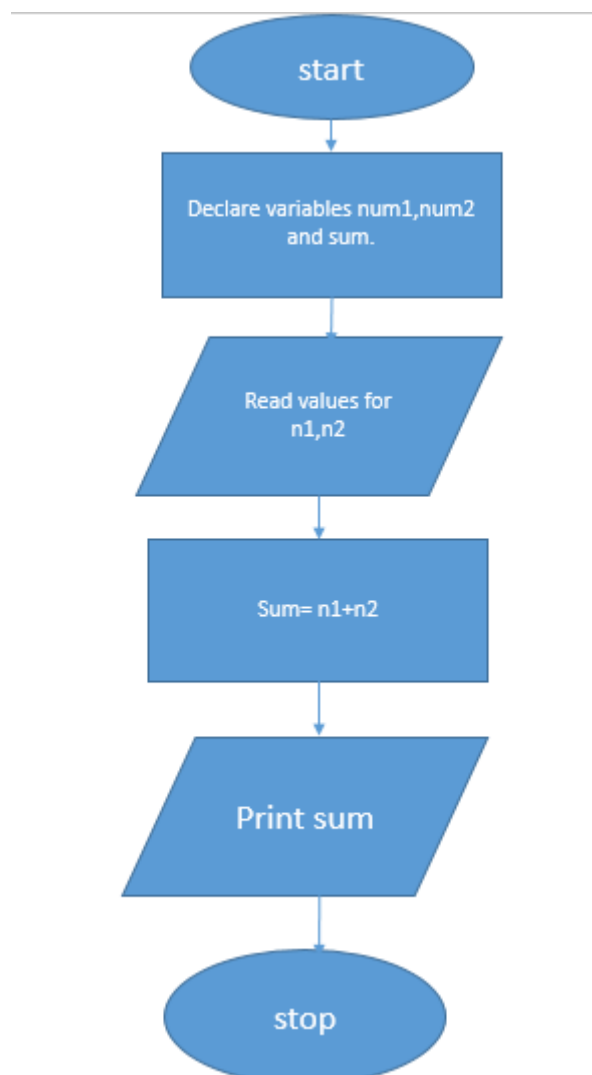 start
Declare variables num1,num2
and sum.
Read values for
n1,n2
Sum= n1+n2
Print sum
stop